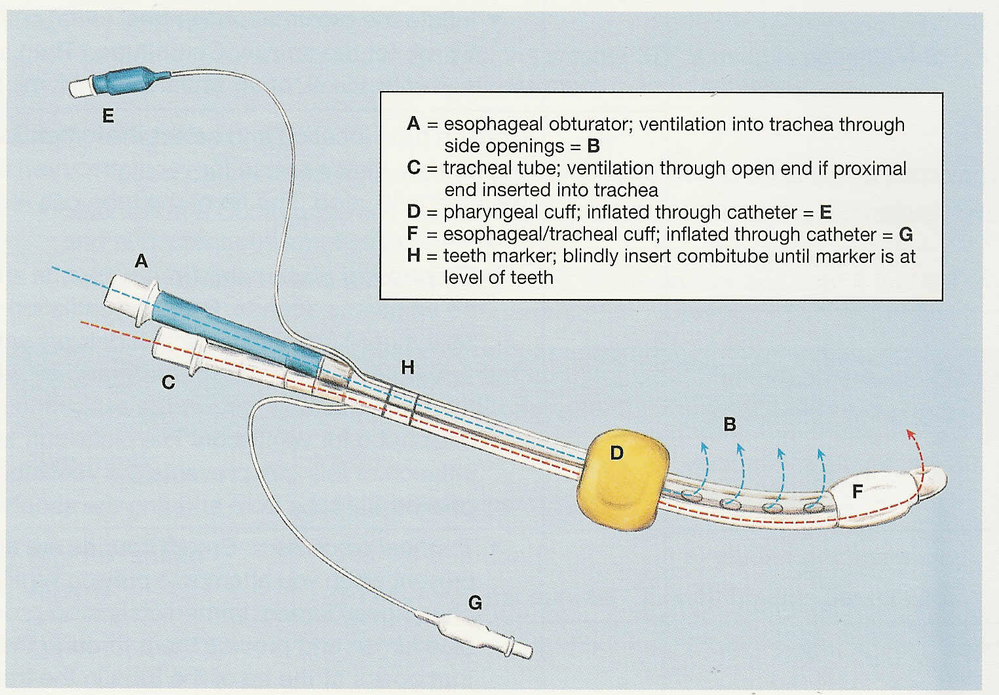 E
A = esophageal obturator; ventilation into trachea through
side openings = B
C = tracheal tube; ventilation through open end if proximal
end inserted into trachea
D = pharyngeal cuff; inflated through catheter = E
F = esophageal/tracheal cuff; inflated through catheter = G
H = teeth marker; blindly insert combitube until marker is at
level of teeth
A
H
C
B
D
F
G